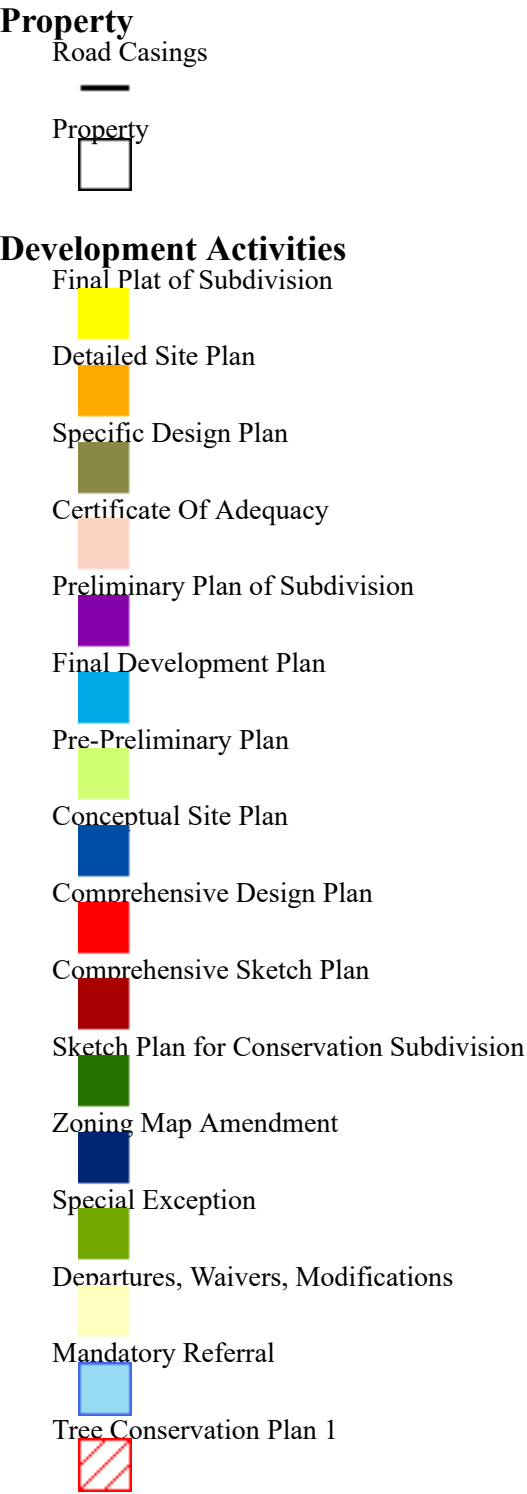 Property
Road Casings
Property
Development Activities
Final Plat of Subdivision
Detailed Site Plan
Specific Design Plan
Certificate Of Adequacy
Preliminary Plan of Subdivision
Final Development Plan
Pre-Preliminary Plan
Conceptual Site Plan
Comprehensive Design Plan
Comprehensive Sketch Plan
Sketch Plan for Conservation Subdivision
Zoning Map Amendment
Special Exception
Departures, Waivers, Modifications
Mandatory Referral
Tree Conservation Plan 1